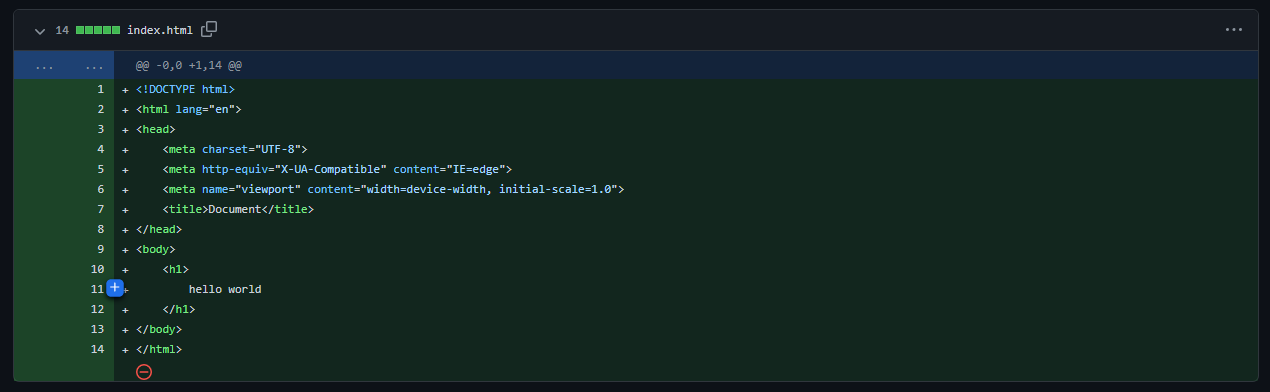 14 index.html
... ... @@ -0,0 +1,14 @@
1 + <!DOCTYPE html>
2 + <html lang="en">
3 + <head>
4 +     <meta charset="UTF-8">
5 +     <meta http-equiv="X-UA-Compatible" content="IE=edge">
6 +     <meta name="viewport" content="width=device-width, initial-scale=1.0">
7 +     <title>Document</title>
8 + </head>
9 + <body>
10 +     <h1>
11 +         hello world
12 +     </h1>
13 + </body>
14 + </html>